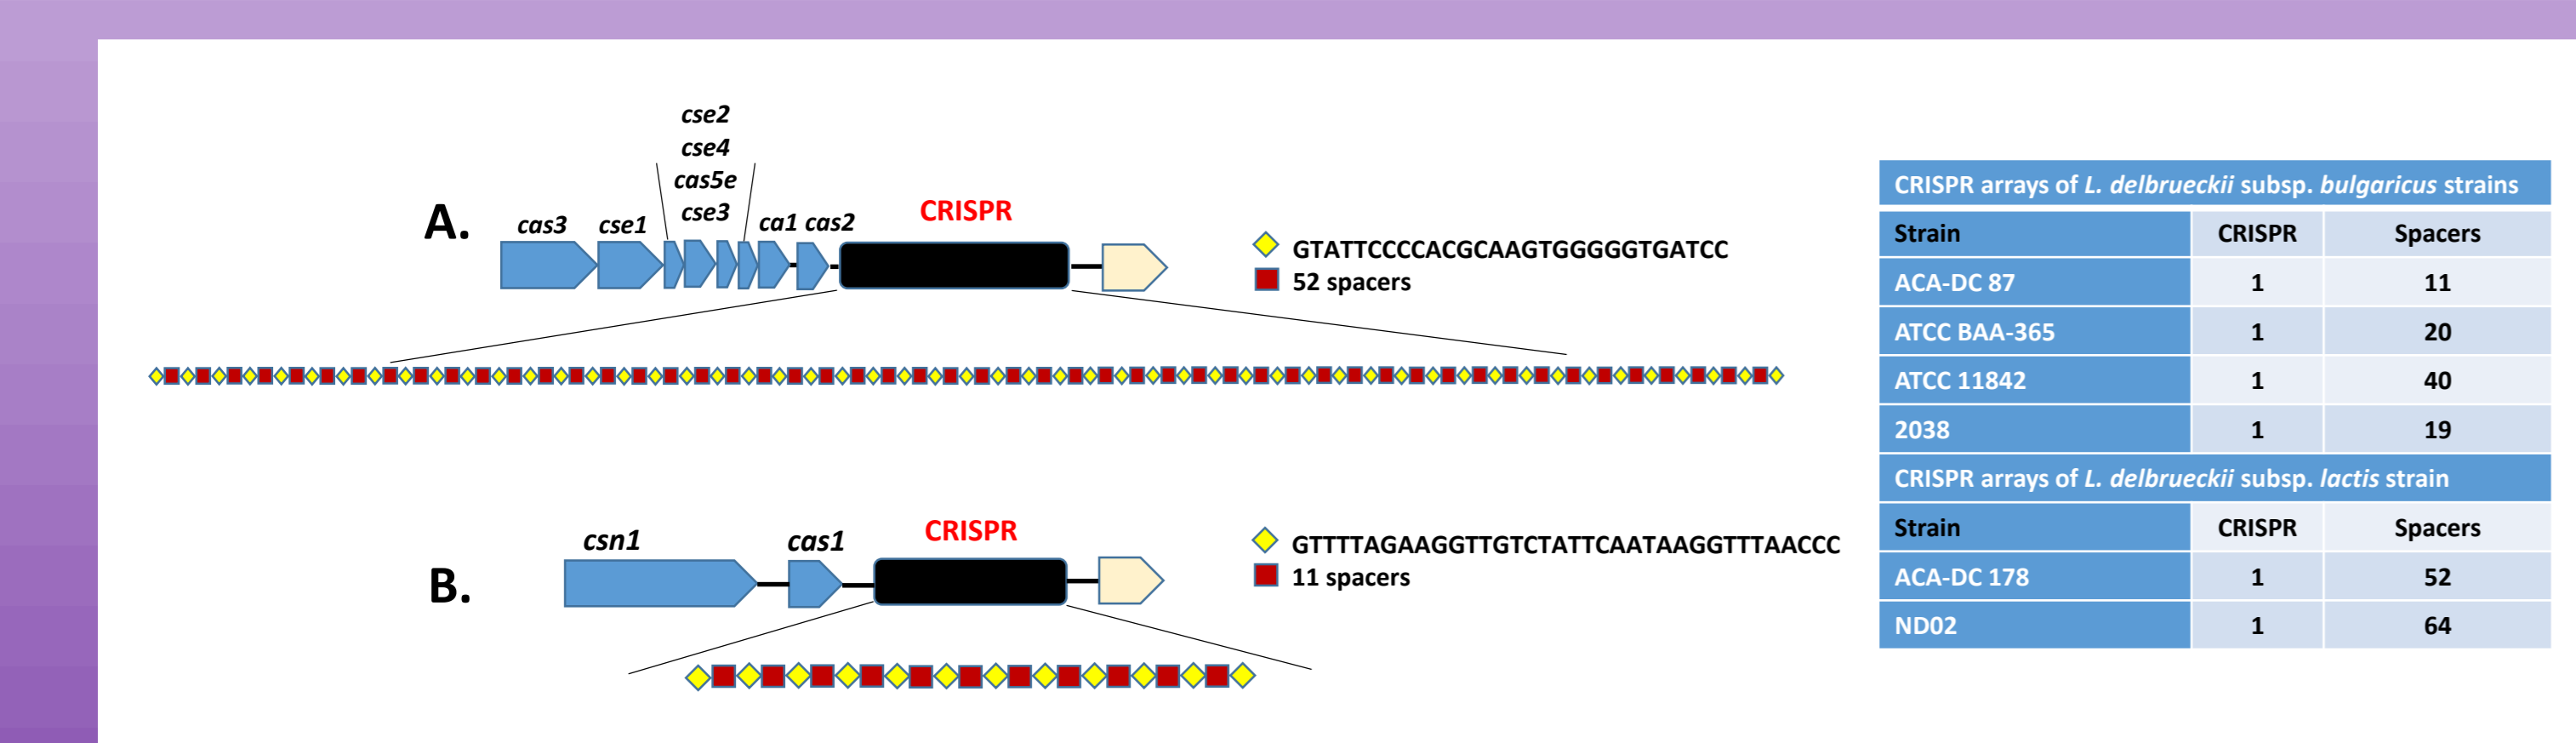 cse2
cse4
cas5e
cse3
A.
cas3 cse1 ca1 cas2
CRISPR
GTATTCCCCACGCAAGTGGGGGTGATCC
52 spacers
B.
csn1 cas1
CRISPR
GTTTTAGAAGGTTGTCTATTCAATAAGGTTTAACCC
11 spacers
CRISPR arrays of L. delbrueckii subsp. bulgaricus strains
Strain CRISPR Spacers
ACA-DC 87 1 11
ATCC BAA-365 1 20
ATCC 11842 1 40
2038 1 19
CRISPR arrays of L. delbrueckii subsp. lactis strain
Strain CRISPR Spacers
ACA-DC 178 1 52
ND02 1 64